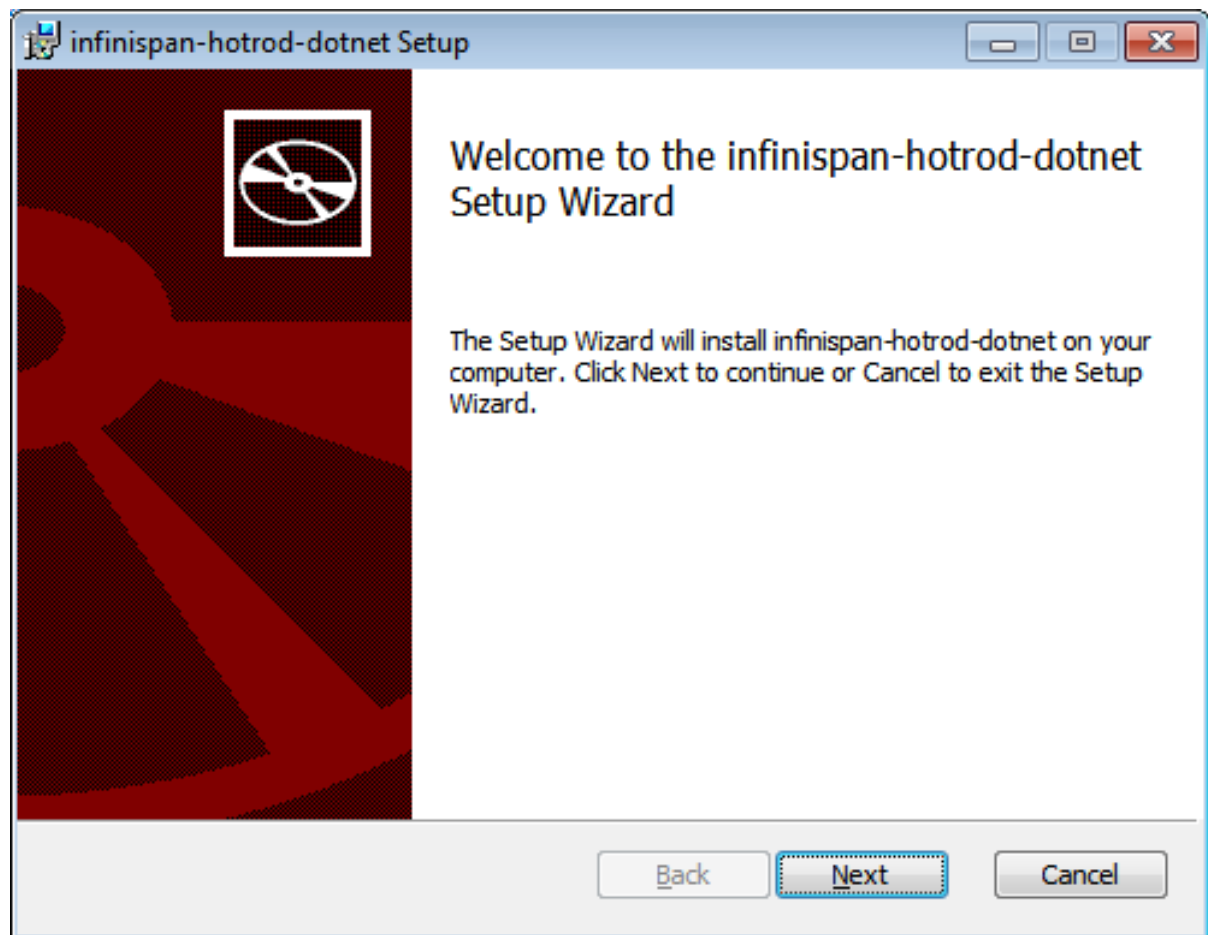 infinispan-hotrod-dotnet Setup
Welcome to the infinispan-hotrod-dotnet
Setup Wizard
The Setup Wizard will install infinispan-hotrod-dotnet on your
computer. Click Next to continue or Cancel to exit the Setup
Wizard.
Back
Next
Cancel